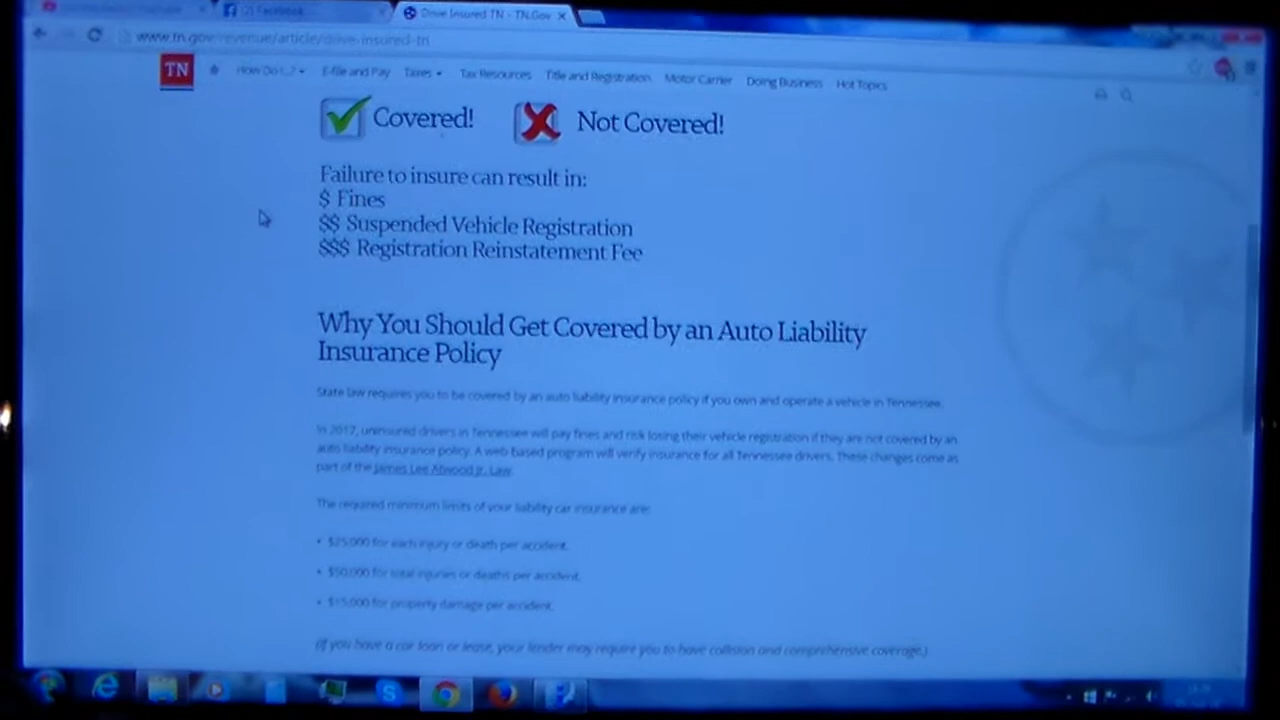 (2) Facebook
Drive Insured TN - TN.Gov
www.tn.gov/revenue/article/drive-insured-tn
TN How Do I...? E-file and Pay Taxes Tax Resources Title and Registration Motor Carrier Doing Business Hot Topics
Covered! Not Covered!
Failure to insure can result in:
$ Fines
$$ Suspended Vehicle Registration
$$$ Registration Reinstatement Fee
Why You Should Get Covered by an Auto Liability
Insurance Policy
State law requires you to be covered by an auto liability insurance policy if you own and operate a vehicle in Tennessee.
In 2017, uninsured drivers in Tennessee will pay fines and risk losing their vehicle registration if they are not covered by an
auto liability insurance policy. A web based program will verify insurance for all Tennessee drivers. These changes come as
part of the James Lee Atwood Jr. Law.
The required minimum limits of your liability car insurance are:
• $25,000 for each injury or death per accident.
• $50,000 for total injuries or deaths per accident.
• $15,000 for property damage per accident.
(If you have a car loan or lease, your lender may require you to have collision and comprehensive coverage.)